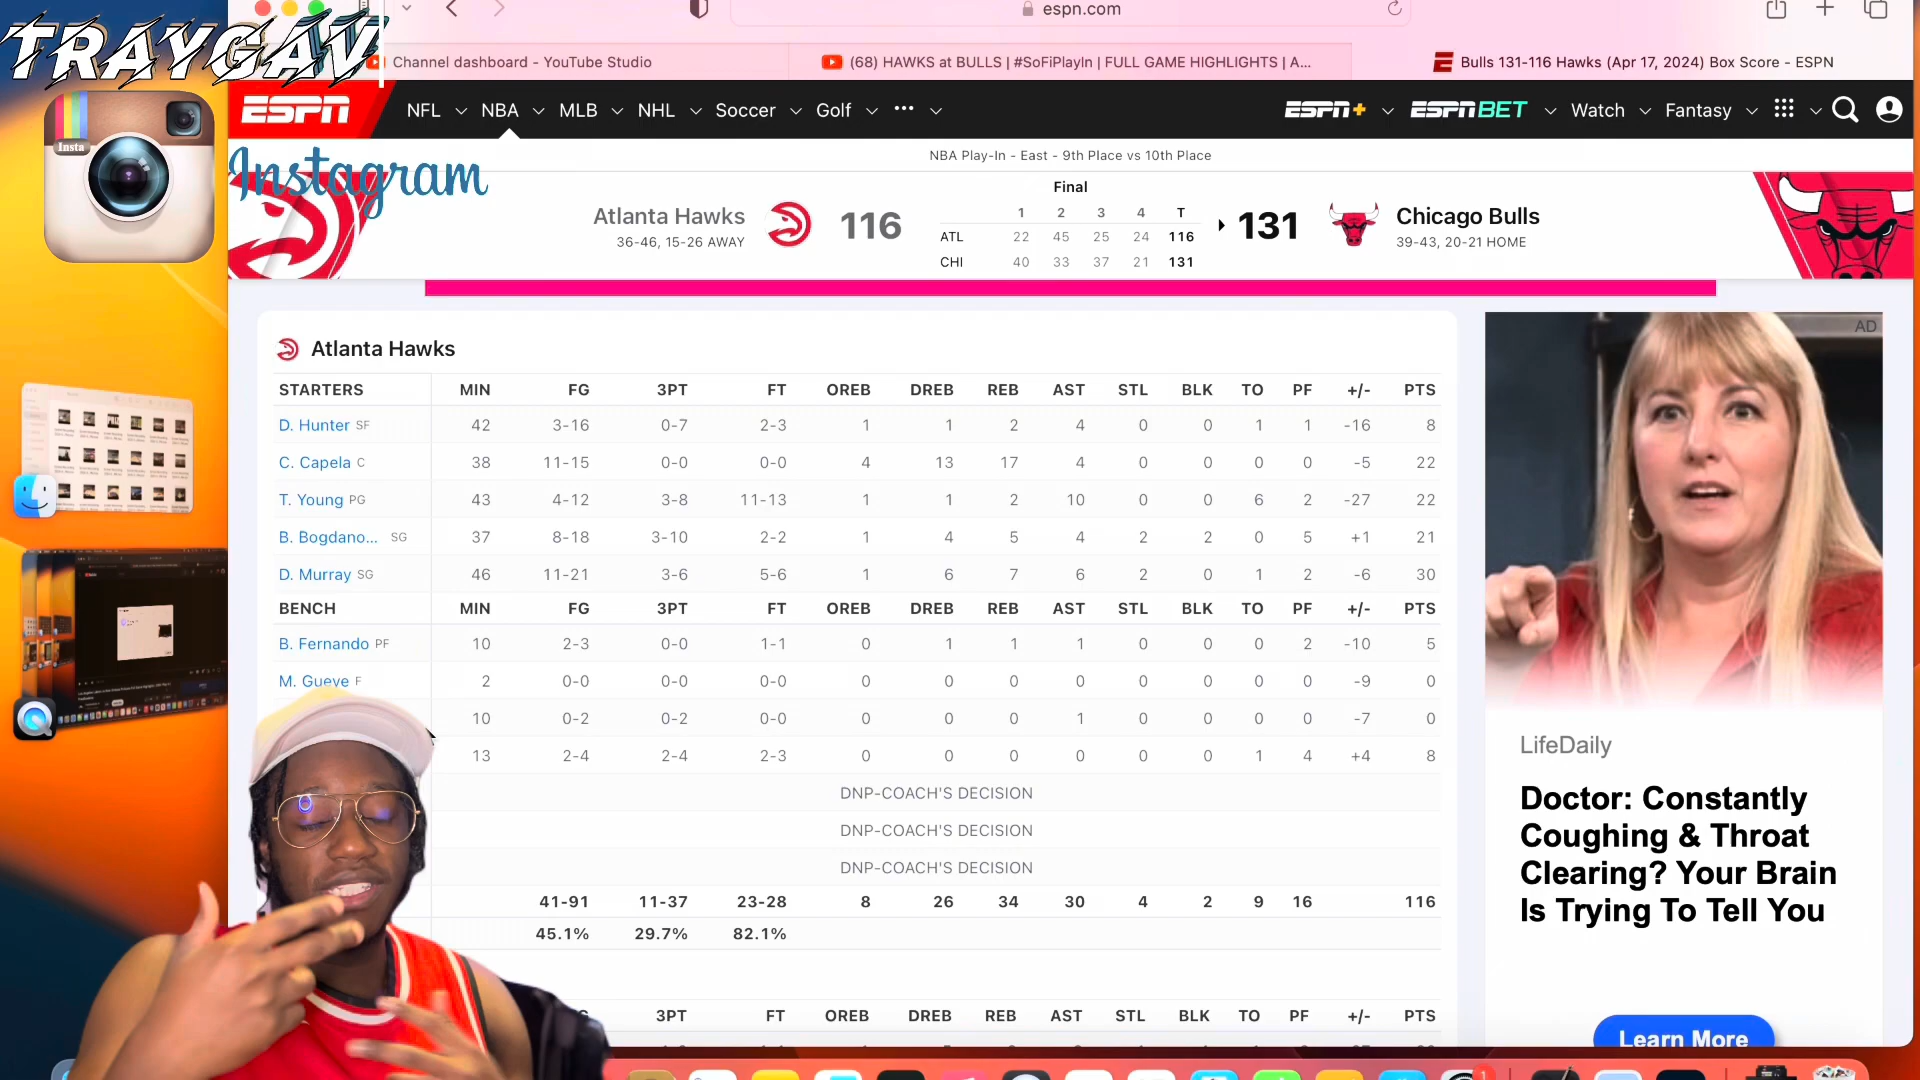 TRAYGAV
espn.com
Channel dashboard - YouTube Studio
(68) HAWKS at BULLS | #SoFiPlayIn | FULL GAME HIGHLIGHTS | A...
Bulls 131-116 Hawks (Apr 17, 2024) Box Score - ESPN
ESPN NFL NBA MLB NHL Soccer Golf ••• ESPN+ ESPN BET Watch Fantasy
Insta
Instagram
NBA Play-In - East - 9th Place vs 10th Place
Final
Atlanta Hawks
36-46, 15-26 AWAY
116
1 2 3 4 T
ATL 22 45 25 24 116
CHI 40 33 37 21 131
131
Chicago Bulls
39-43, 20-21 HOME
Atlanta Hawks
STARTERS MIN FG 3PT FT OREB DREB REB AST STL BLK TO PF +/- PTS
D. Hunter SF 42 3-16 0-7 2-3 1 1 2 4 0 0 1 1 -16 8
C. Capela C 38 11-15 0-0 0-0 4 13 17 4 0 0 0 0 -5 22
T. Young PG 43 4-12 3-8 11-13 1 1 2 10 0 0 6 2 -27 22
B. Bogdano... SG 37 8-18 3-10 2-2 1 4 5 4 2 2 0 5 +1 21
D. Murray SG 46 11-21 3-6 5-6 1 6 7 6 2 0 1 2 -6 30
BENCH MIN FG 3PT FT OREB DREB REB AST STL BLK TO PF +/- PTS
B. Fernando PF 10 2-3 0-0 1-1 0 1 1 1 0 0 0 2 -10 5
M. Gueye F 2 0-0 0-0 0-0 0 0 0 0 0 0 0 0 -9 0
10 0-2 0-2 0-0 0 0 0 1 0 0 0 0 -7 0
13 2-4 2-4 2-3 0 0 0 0 0 0 1 4 +4 8
DNP-COACH'S DECISION
DNP-COACH'S DECISION
DNP-COACH'S DECISION
41-91 11-37 23-28 8 26 34 30 4 2 9 16 116
45.1% 29.7% 82.1%
3PT FT OREB DREB REB AST STL BLK TO PF +/- PTS
AD
LifeDaily
Doctor: Constantly
Coughing & Throat
Clearing? Your Brain
Is Trying To Tell You
Learn More